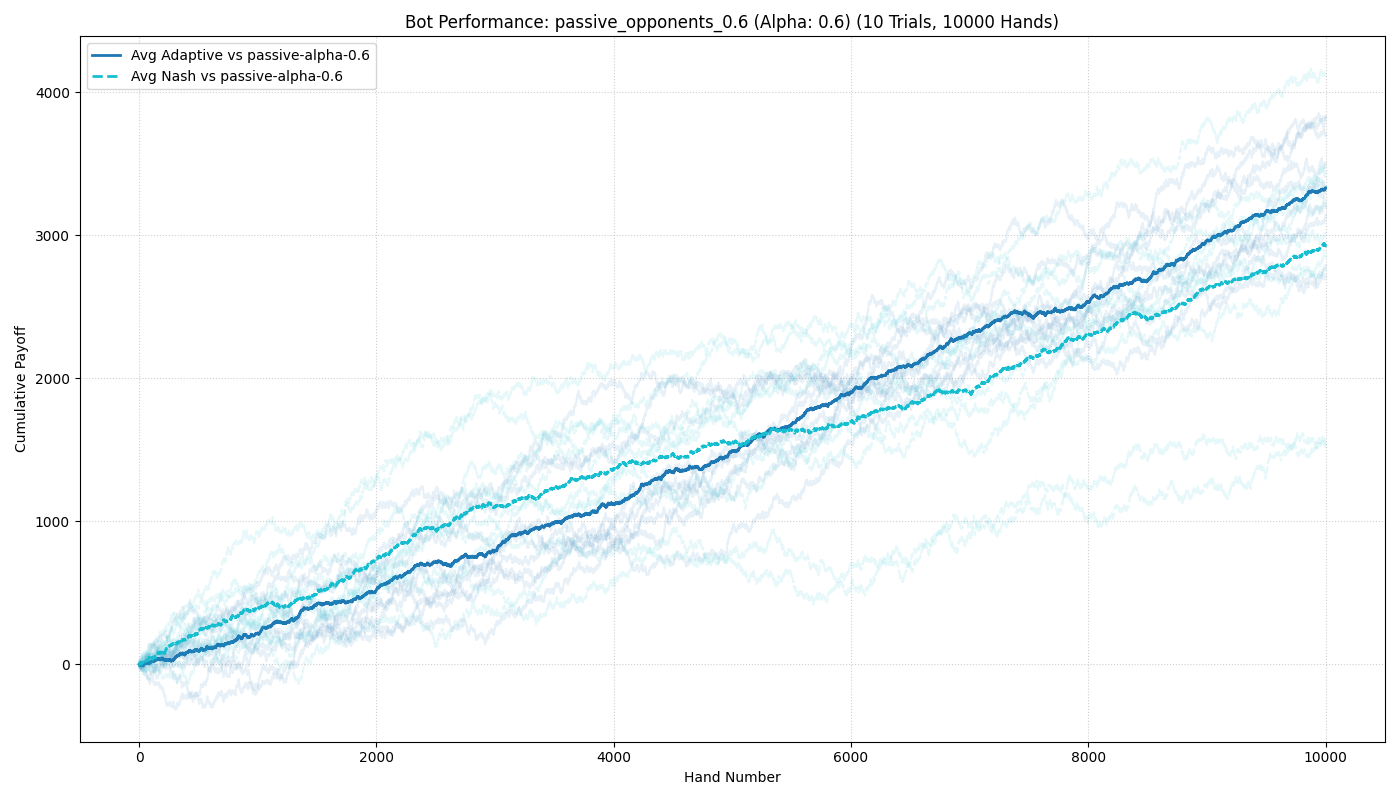 Bot Performance: passive_opponents_0.6 (Alpha: 0.6) (10 Trials, 10000 Hands)
Avg Adaptive vs passive-alpha-0.6
Avg Nash vs passive-alpha-0.6
Cumulative Payoff
4000
3000
2000
1000
0
0 2000 4000 6000 8000 10000
Hand Number